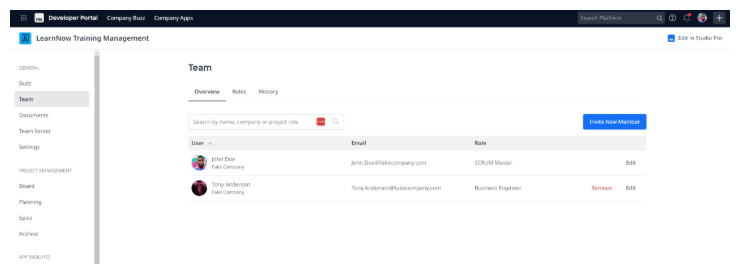 mx Developer Portal Company Buzz Company Apps Search Platform
LearnNow Training Management Edit in Studio Pro
GENERAL
Buzz
Team
Documents
Team Server
Settings
PROJECT MANAGEMENT
Board
Planning
Epics
Archive
APP INSIGHTS
Team
Overview Roles History
Search by name, company or project role Invite New Member
User Email Role
John Doe John.Doe@fakecompany.com SCRUM Master Edit
Fake Company
Tony Anderson Tony.Anderson@fakecompany.com Business Engineer Remove Edit
Fake Company